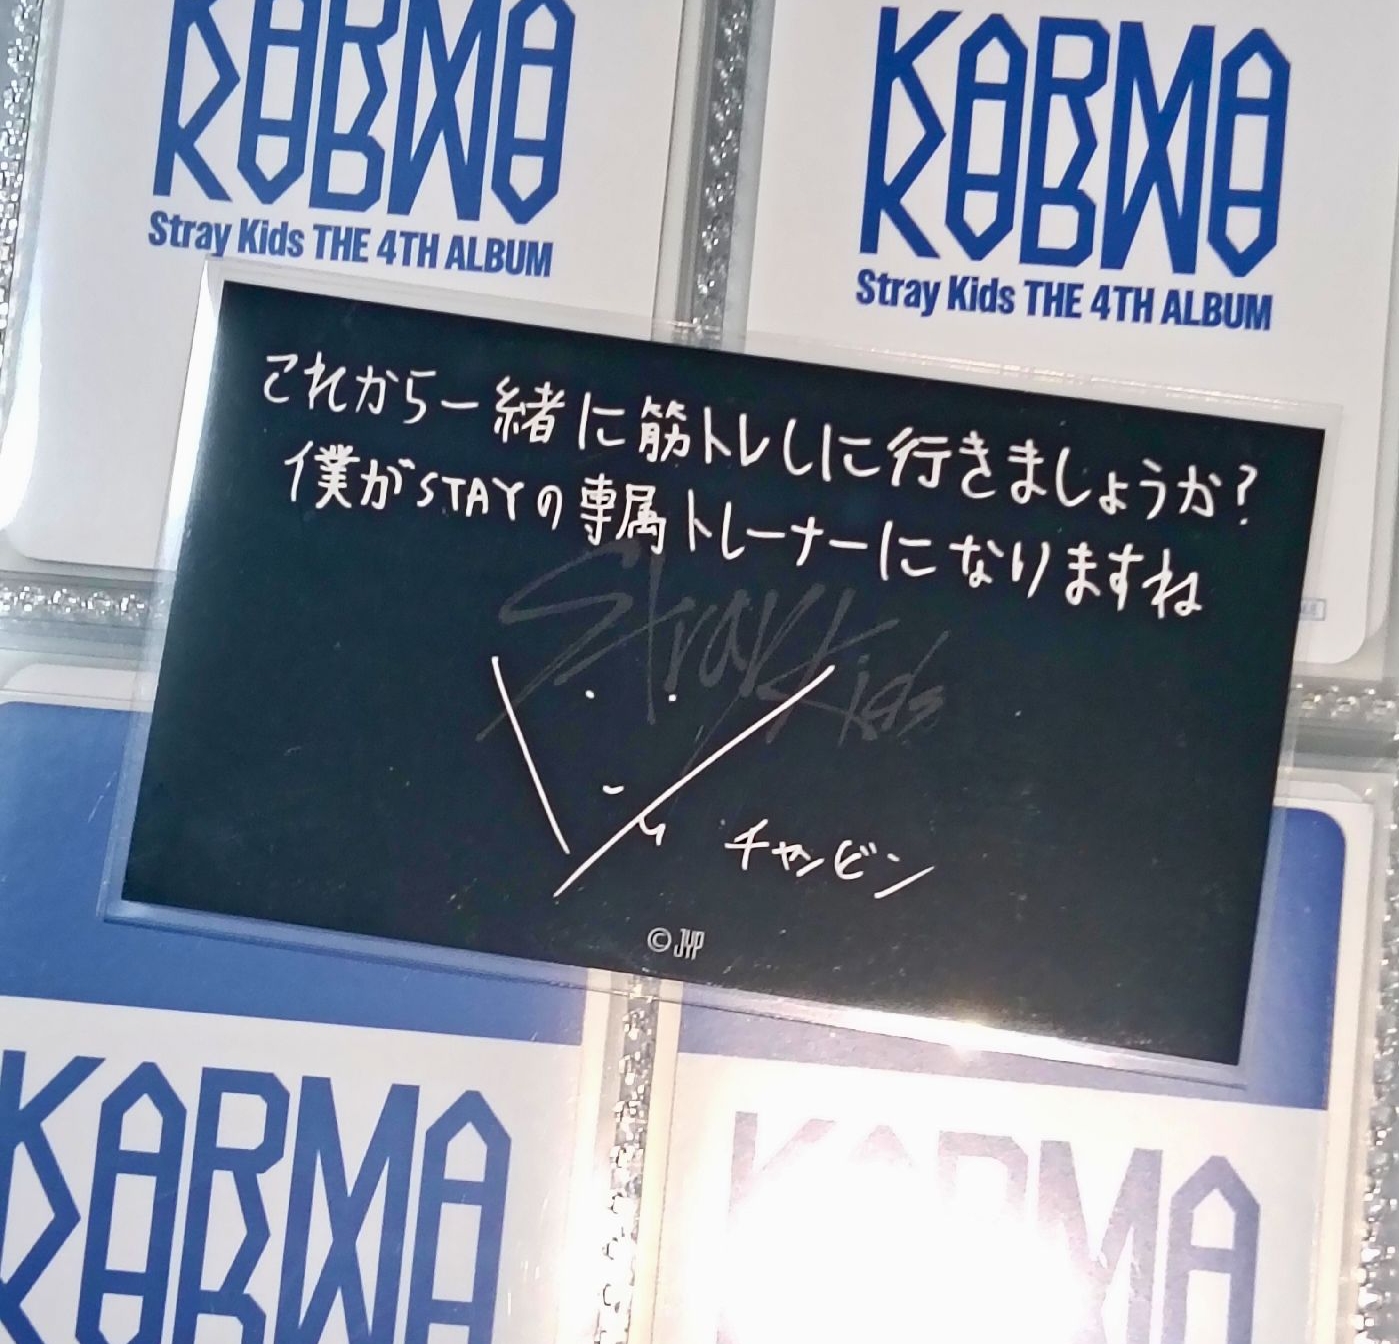 KARMA
Stray Kids THE 4TH ALBUM
KARMA
Stray Kids THE 4TH ALBUM
これから一緒に筋トレしに行きましょうか?
僕がSTAYの専属トレーナーになりますね
Stray Kids
チャンビン
© JYP
KARMA
KARMA